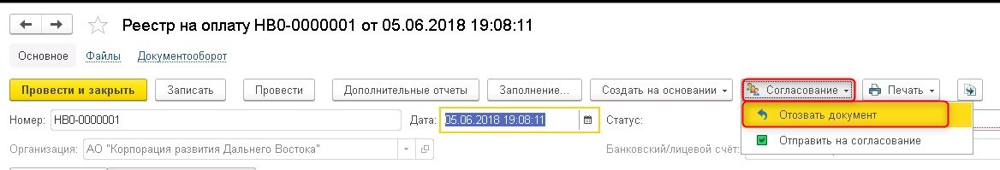 Реестр на оплату НВ0-0000001 от 05.06.2018 19:08:11
Основное Файлы Документооборот
Провести и закрыть Записать Провести Дополнительные отчеты Заполнение... Создать на основании Согласование Печать
Номер: НВ0-0000001 Дата: 05.06.2018 19:08:11 Статус:
Отозвать документ
Организация: АО "Корпорация развития Дальнего Востока" Банковский/лицевой счёт:
Отправить на согласование